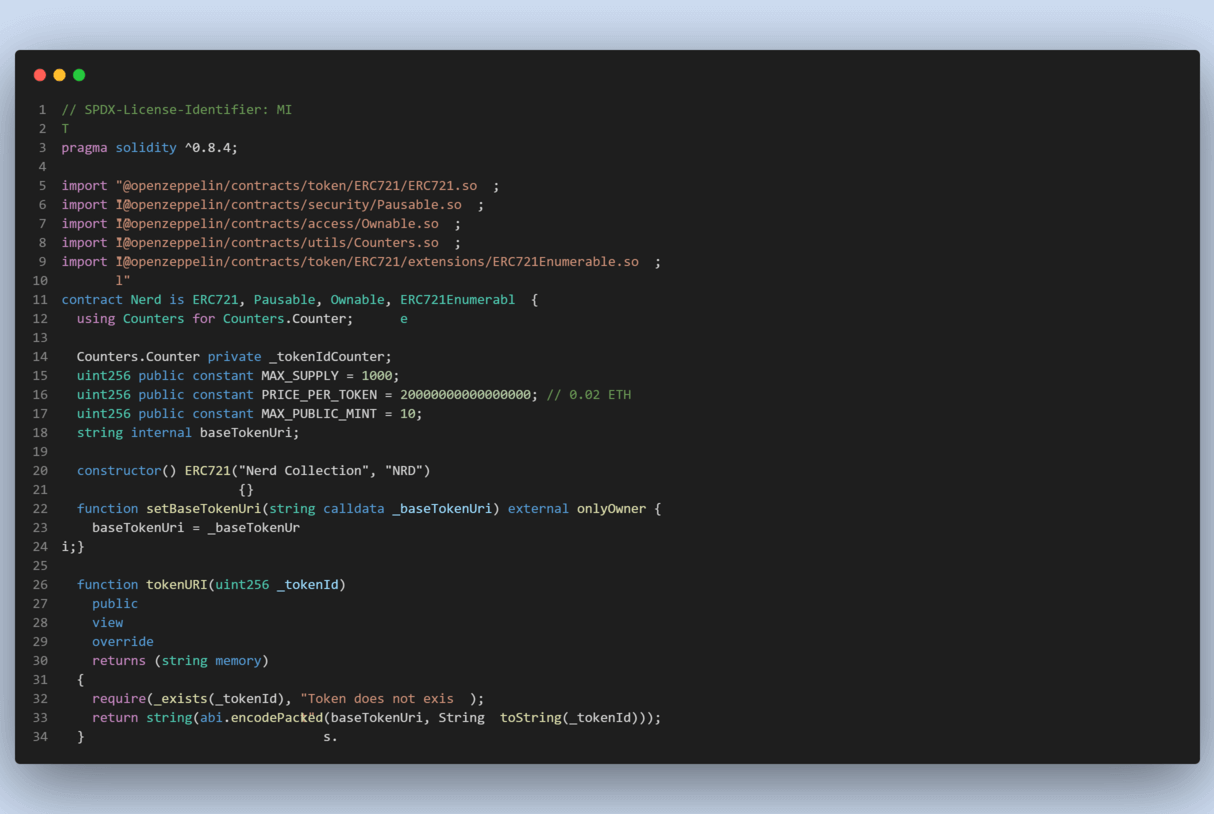 1 // SPDX-License-Identifier: MI
2 T
3 pragma solidity ^0.8.4;
4
5 import "@openzeppelin/contracts/token/ERC721/ERC721.so ;
6 import l"@openzeppelin/contracts/security/Pausable.so ;
7 import l"@openzeppelin/contracts/access/Ownable.so ;
8 import l"@openzeppelin/contracts/utils/Counters.so ;
9 import l"@openzeppelin/contracts/token/ERC721/extensions/ERC721Enumerable.so ;
10 l"
11 contract Nerd is ERC721, Pausable, Ownable, ERC721Enumerabl {
12 using Counters for Counters.Counter; e
13
14 Counters.Counter private _tokenIdCounter;
15 uint256 public constant MAX_SUPPLY = 1000;
16 uint256 public constant PRICE_PER_TOKEN = 20000000000000000; // 0.02 ETH
17 uint256 public constant MAX_PUBLIC_MINT = 10;
18 string internal baseTokenUri;
19
20 constructor() ERC721("Nerd Collection", "NRD")
21 {}
22 function setBaseTokenUri(string calldata _baseTokenUri) external onlyOwner {
23 baseTokenUri = _baseTokenUr
24 i;}
25
26 function tokenURI(uint256 _tokenId)
27 public
28 view
29 override
30 returns (string memory)
31 {
32 require(_exists(_tokenId), "Token does not exis );
33 return string(abi.encodePacked(baseTokenUri, String toString(_tokenId)));
34 } s.